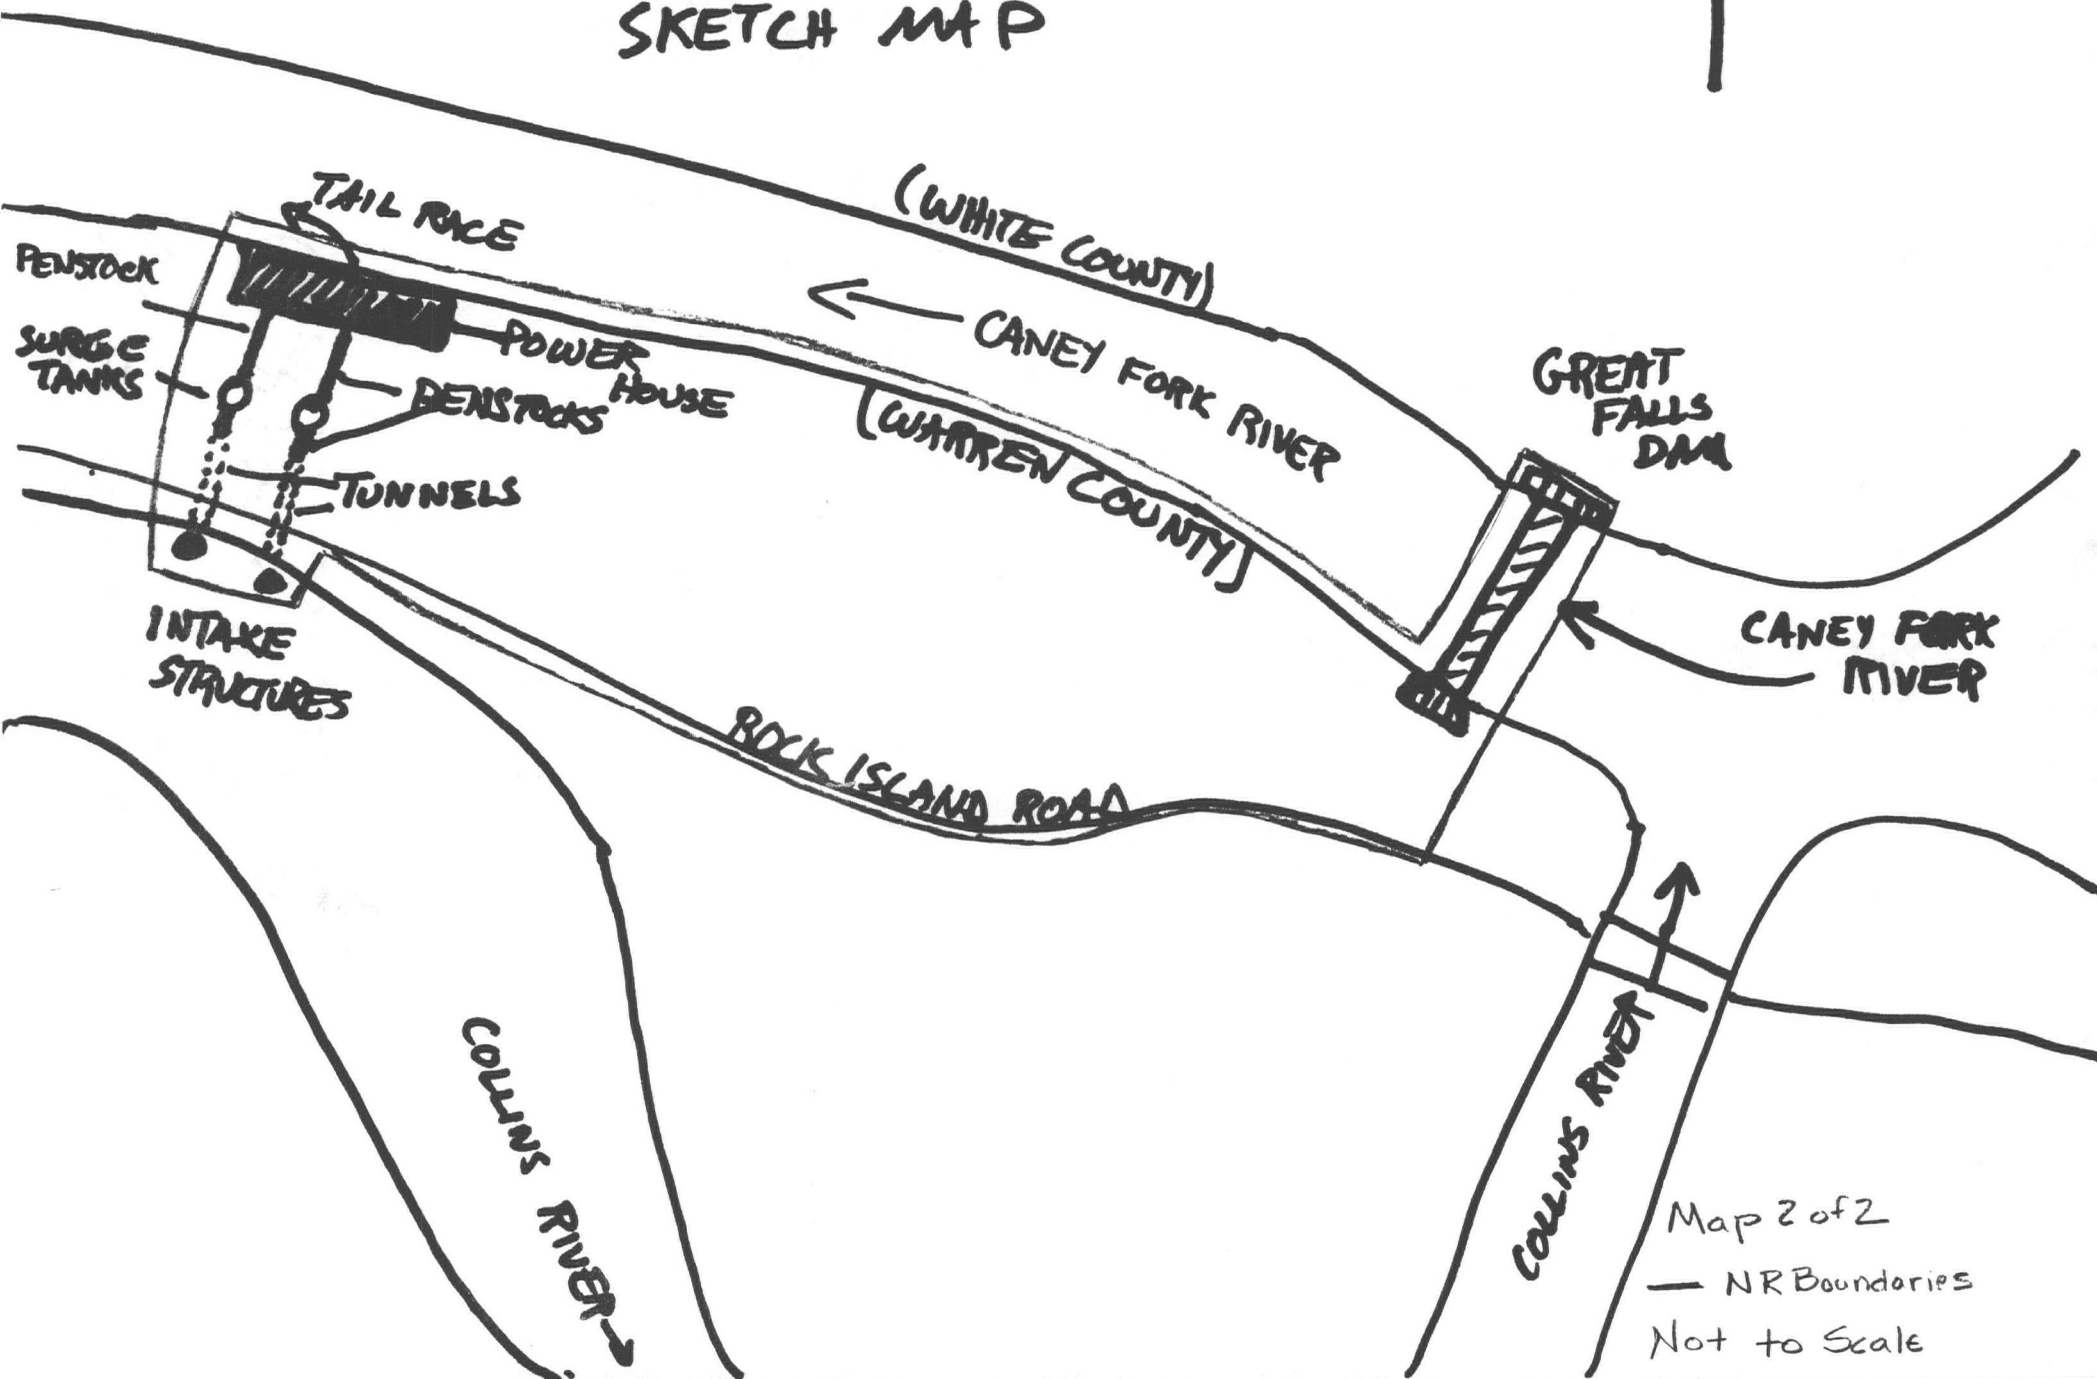 SKETCH MAP
(WHITE COUNTY)
TAIL RACE
PENSTOCK
SURGE
TANKS
POWER
HOUSE
PENSTOCKS
TUNNELS
INTAKE
STRUCTURES
CANEY FORK RIVER
(WARREN COUNTY)
GREAT
FALLS
DAM
CANEY FORK
RIVER
ROCK ISLAND ROAD
COLLINS RIVER
COLLINS RIVER
Map 2 of 2
— NR Boundaries
Not to Scale